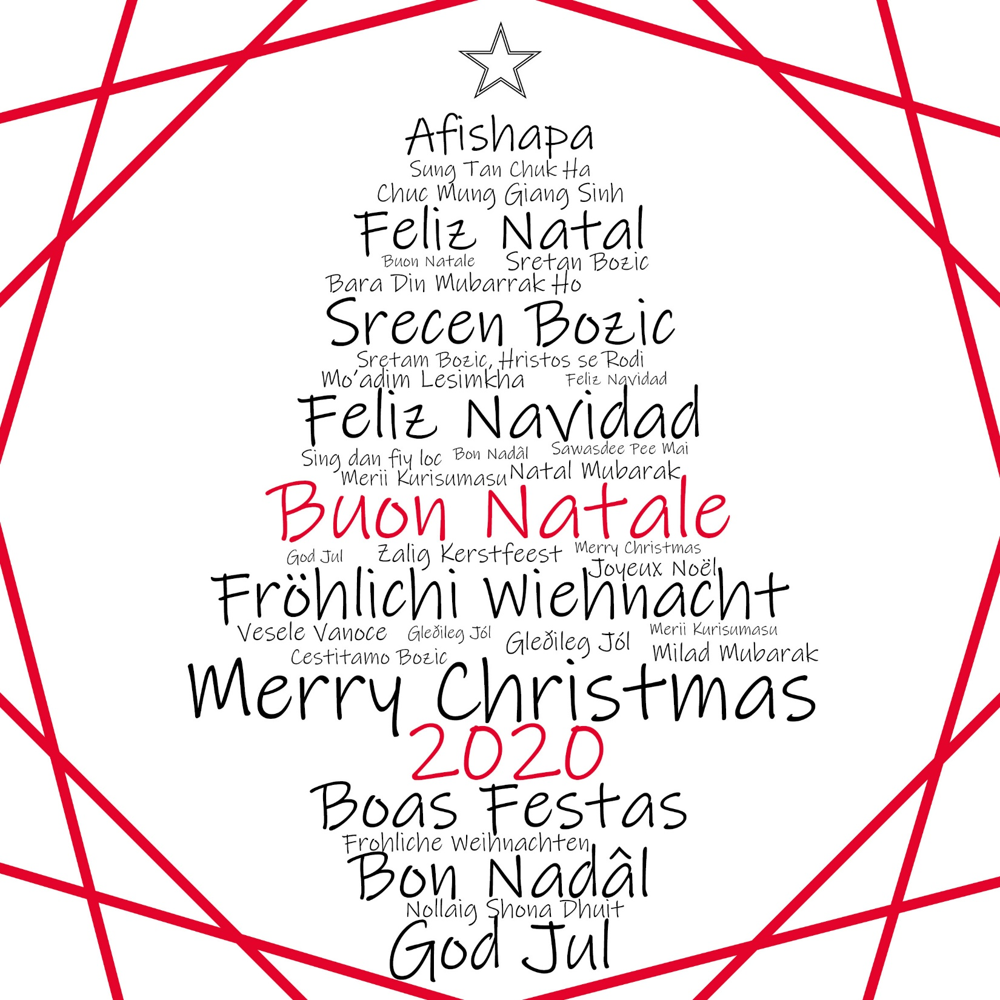 Afishapa
Sung Tan Chuk Ha
Chuc Mung Giang Sinh
Feliz Natal
Buon Natale Sretan Bozic
Bara Din Mubarrak Ho
Srecen Bozic
Sretam Bozic, Hristos se Rodi
Mo'adim Lesimkha Feliz Navidad
Feliz Navidad
Sing dan fiy loc Bon Nadâl Sawasdee Pee Mai
Merii Kurisumasu Natal Mubarak
Buon Natale
God Jul Zalig Kerstfeest Merry Christmas
Joyeux Noël
Fröhlichi Wiehnacht
Vesele Vanoce Gleðileg Jól Gleðileg Jól Merii Kurisumasu
Cestitamo Bozic Milad Mubarak
Merry Christmas
2020
Boas Festas
Frohliche Weihnachten
Bon Nadâl
Nollaig Shona Dhuit
God Jul